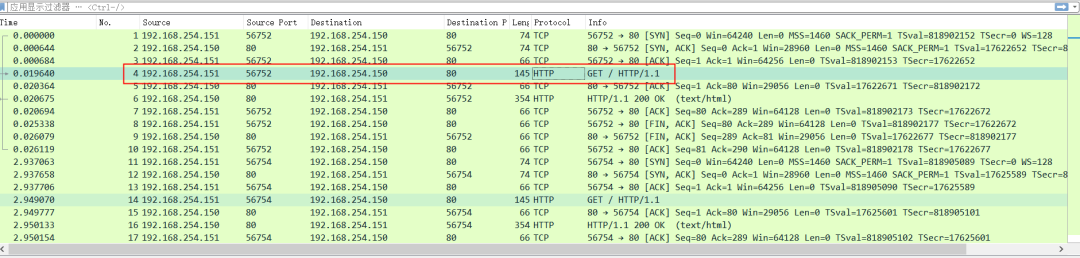 应用显示过滤器 … <Ctrl-/>
Time No. Source Source Port Destination Destination P Leng Protocol Info
0.000000 1 192.168.254.151 56752 192.168.254.150 80 74 TCP 56752 → 80 [SYN] Seq=0 Win=64240 Len=0 MSS=1460 SACK_PERM=1 TSval=818902152 TSecr=0 WS=128
0.000644 2 192.168.254.150 80 192.168.254.151 56752 74 TCP 80 → 56752 [SYN, ACK] Seq=0 Ack=1 Win=28960 Len=0 MSS=1460 SACK_PERM=1 TSval=17622652 TSecr=8
0.000684 3 192.168.254.151 56752 192.168.254.150 80 66 TCP 56752 → 80 [ACK] Seq=1 Ack=1 Win=64256 Len=0 TSval=818902153 TSecr=17622652
0.019640 4 192.168.254.151 56752 192.168.254.150 80 145 HTTP GET / HTTP/1.1
0.020364 5 192.168.254.150 80 192.168.254.151 56752 66 TCP 80 → 56752 [ACK] Seq=1 Ack=80 Win=29056 Len=0 TSval=17622671 TSecr=818902172
0.020675 6 192.168.254.150 80 192.168.254.151 56752 354 HTTP HTTP/1.1 200 OK (text/html)
0.020694 7 192.168.254.151 56752 192.168.254.150 80 66 TCP 56752 → 80 [ACK] Seq=80 Ack=289 Win=64128 Len=0 TSval=818902173 TSecr=17622672
0.025338 8 192.168.254.151 56752 192.168.254.150 80 66 TCP 56752 → 80 [FIN, ACK] Seq=80 Ack=289 Win=64128 Len=0 TSval=818902177 TSecr=17622672
0.026079 9 192.168.254.150 80 192.168.254.151 56752 66 TCP 80 → 56752 [FIN, ACK] Seq=289 Ack=81 Win=29056 Len=0 TSval=17622677 TSecr=818902177
0.026119 10 192.168.254.151 56752 192.168.254.150 80 66 TCP 56752 → 80 [ACK] Seq=81 Ack=290 Win=64128 Len=0 TSval=818902178 TSecr=17622677
2.937063 11 192.168.254.151 56754 192.168.254.150 80 74 TCP 56754 → 80 [SYN] Seq=0 Win=64240 Len=0 MSS=1460 SACK_PERM=1 TSval=818905089 TSecr=0 WS=128
2.937658 12 192.168.254.150 80 192.168.254.151 56754 74 TCP 80 → 56754 [SYN, ACK] Seq=0 Ack=1 Win=28960 Len=0 MSS=1460 SACK_PERM=1 TSval=17625589 TSecr=8
2.937706 13 192.168.254.151 56754 192.168.254.150 80 66 TCP 56754 → 80 [ACK] Seq=1 Ack=1 Win=64256 Len=0 TSval=818905090 TSecr=17625589
2.949070 14 192.168.254.151 56754 192.168.254.150 80 145 HTTP GET / HTTP/1.1
2.949777 15 192.168.254.150 80 192.168.254.151 56754 66 TCP 80 → 56754 [ACK] Seq=1 Ack=80 Win=29056 Len=0 TSval=17625601 TSecr=818905101
2.950133 16 192.168.254.150 80 192.168.254.151 56754 354 HTTP HTTP/1.1 200 OK (text/html)
2.950154 17 192.168.254.151 56754 192.168.254.150 80 66 TCP 56754 → 80 [ACK] Seq=80 Ack=289 Win=64128 Len=0 TSval=818905102 TSecr=17625601